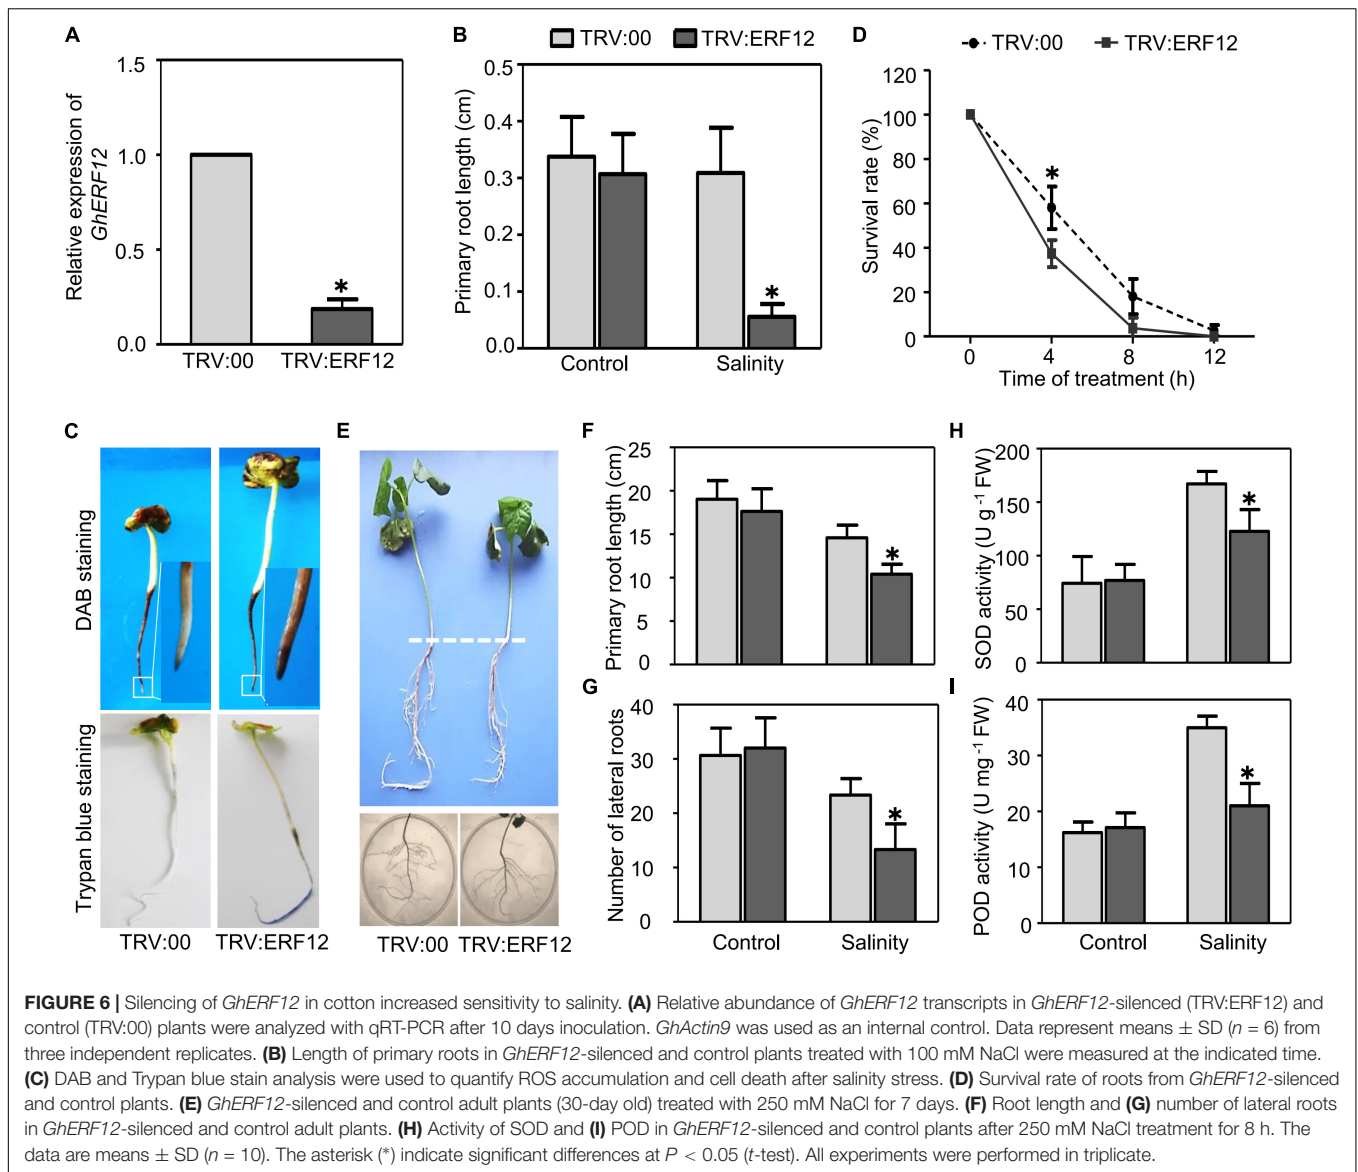 A
Relative expression of
GhERF12
1.5
1.0
0.5
0.0
*
TRV:00 TRV:ERF12
B
TRV:00 TRV:ERF12
Primary root length (cm)
0.5
0.4
0.3
0.2
0.1
0.0
*
Control Salinity
D
TRV:00 TRV:ERF12
Survival rate (%)
120
100
80
60
40
20
0
*
0 4 8 12
Time of treatment (h)
C
DAB staining
Trypan blue staining
TRV:00 TRV:ERF12
E
TRV:00 TRV:ERF12
F
Primary root length (cm)
25
20
15
10
5
0
*
G
Number of lateral roots
40
30
20
10
0
*
Control Salinity
H
SOD activity (U g⁻¹ FW)
200
150
100
50
0
*
I
POD activity (U mg⁻¹ FW)
40
30
20
10
0
*
Control Salinity
FIGURE 6 | Silencing of GhERF12 in cotton increased sensitivity to salinity. (A) Relative abundance of GhERF12 transcripts in GhERF12-silenced (TRV:ERF12) and
control (TRV:00) plants were analyzed with qRT-PCR after 10 days inoculation. GhActin9 was used as an internal control. Data represent means ± SD (n = 6) from
three independent replicates. (B) Length of primary roots in GhERF12-silenced and control plants treated with 100 mM NaCl were measured at the indicated time.
(C) DAB and Trypan blue stain analysis were used to quantify ROS accumulation and cell death after salinity stress. (D) Survival rate of roots from GhERF12-silenced
and control plants. (E) GhERF12-silenced and control adult plants (30-day old) treated with 250 mM NaCl for 7 days. (F) Root length and (G) number of lateral roots
in GhERF12-silenced and control adult plants. (H) Activity of SOD and (I) POD in GhERF12-silenced and control plants after 250 mM NaCl treatment for 8 h. The
data are means ± SD (n = 10). The asterisk (*) indicate significant differences at P < 0.05 (t-test). All experiments were performed in triplicate.